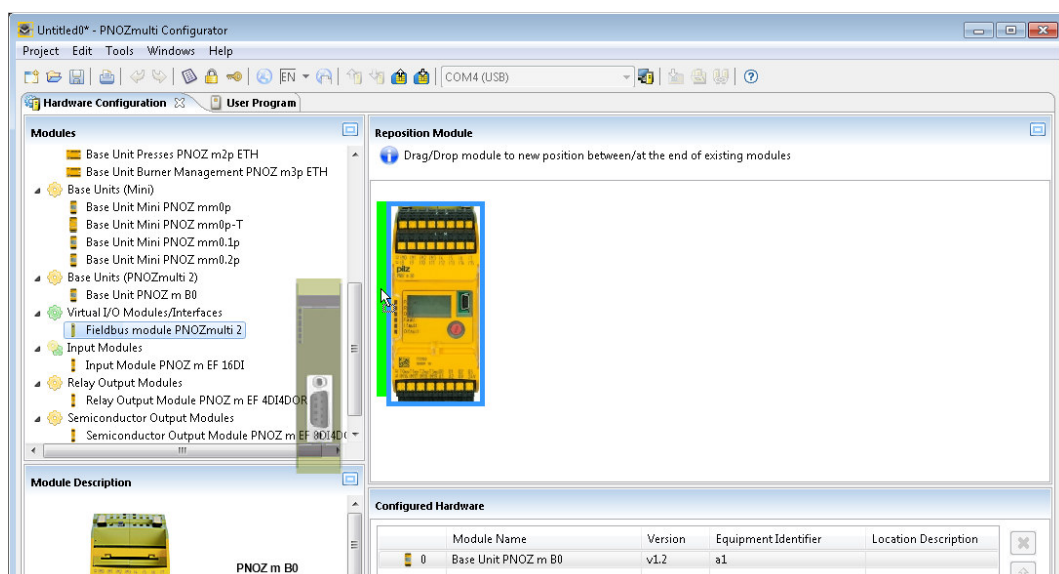 Untitled0* - PNOZmulti Configurator
Project Edit Tools Windows Help
EN COM4 (USB)
Hardware Configuration User Program
Modules
Base Unit Presses PNOZ m2p ETH
Base Unit Burner Management PNOZ m3p ETH
Base Units (Mini)
Base Unit Mini PNOZ mm0p
Base Unit Mini PNOZ mm0p-T
Base Unit Mini PNOZ mm0.1p
Base Unit Mini PNOZ mm0.2p
Base Units (PNOZmulti 2)
Base Unit PNOZ m B0
Virtual I/O Modules/Interfaces
Fieldbus module PNOZmulti 2
Input Modules
Input Module PNOZ m EF 16DI
Relay Output Modules
Relay Output Module PNOZ m EF 4DI4DOR
Semiconductor Output Modules
Semiconductor Output Module PNOZ m EF
Module Description
PNOZ m B0
Reposition Module
Drag/Drop module to new position between/at the end of existing modules
pilz
Configured Hardware
Module Name Version Equipment Identifier Location Description
0 Base Unit PNOZ m B0 v1.2 a1